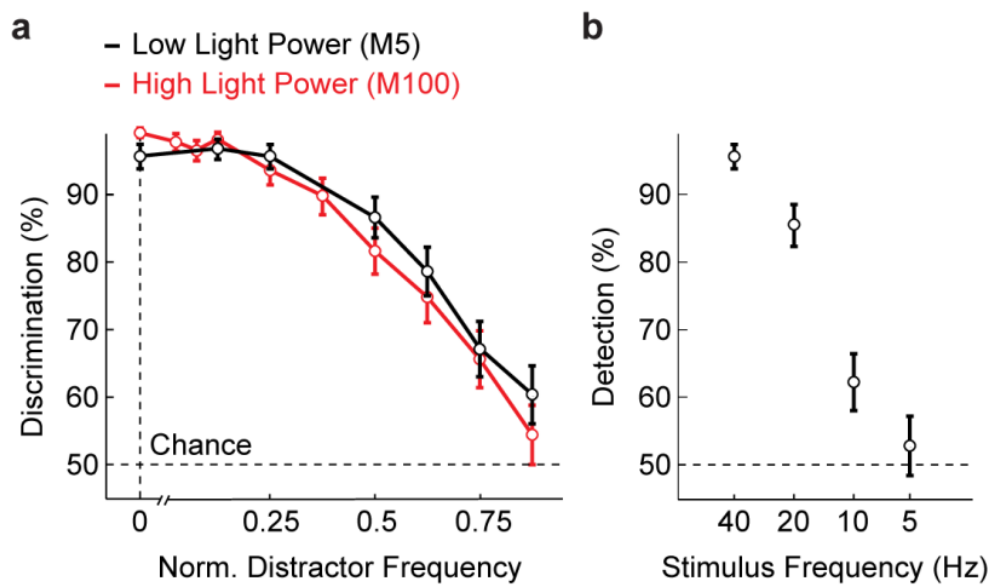 a
Low Light Power (M5)
High Light Power (M100)
Discrimination (%)
90
80
70
60
50
Chance
0
0.25
0.5
0.75
Norm. Distractor Frequency
b
Detection (%)
90
80
70
60
50
40
20
10
5
Stimulus Frequency (Hz)